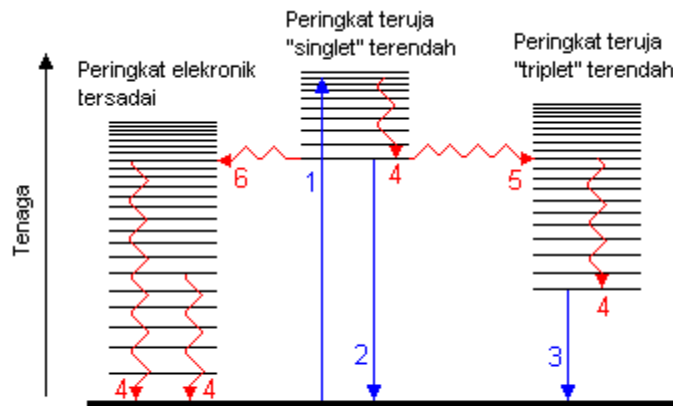 Peringkat teruja
"singlet" terendah
Peringkat teruja
"triplet" terendah
Peringkat elekronik
tersadai
Tenaga
6
1
4
5
4
2
3
4
4